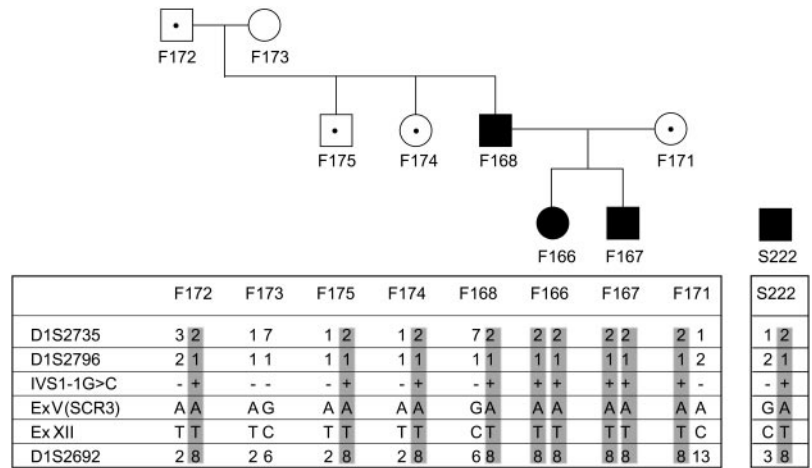 F172 F173
F175 F174 F168 F171
F166 F167 S222
F172 F173 F175 F174 F168 F166 F167 F171 S222
D1S2735 3 2 1 7 1 2 1 2 7 2 2 2 2 2 2 1 1 2
D1S2796 2 1 1 1 1 1 1 1 1 1 1 1 1 1 1 2 2 1
IVS1-1G>C - + - - - + - + - + + + + + + - - +
ExV(SCR3) A A A G A A A A G A A A A A A A G A
Ex XII T T T C T T T T C T T T T T T C C T
D1S2692 2 8 2 6 2 8 2 8 6 8 8 8 8 8 8 13 3 8